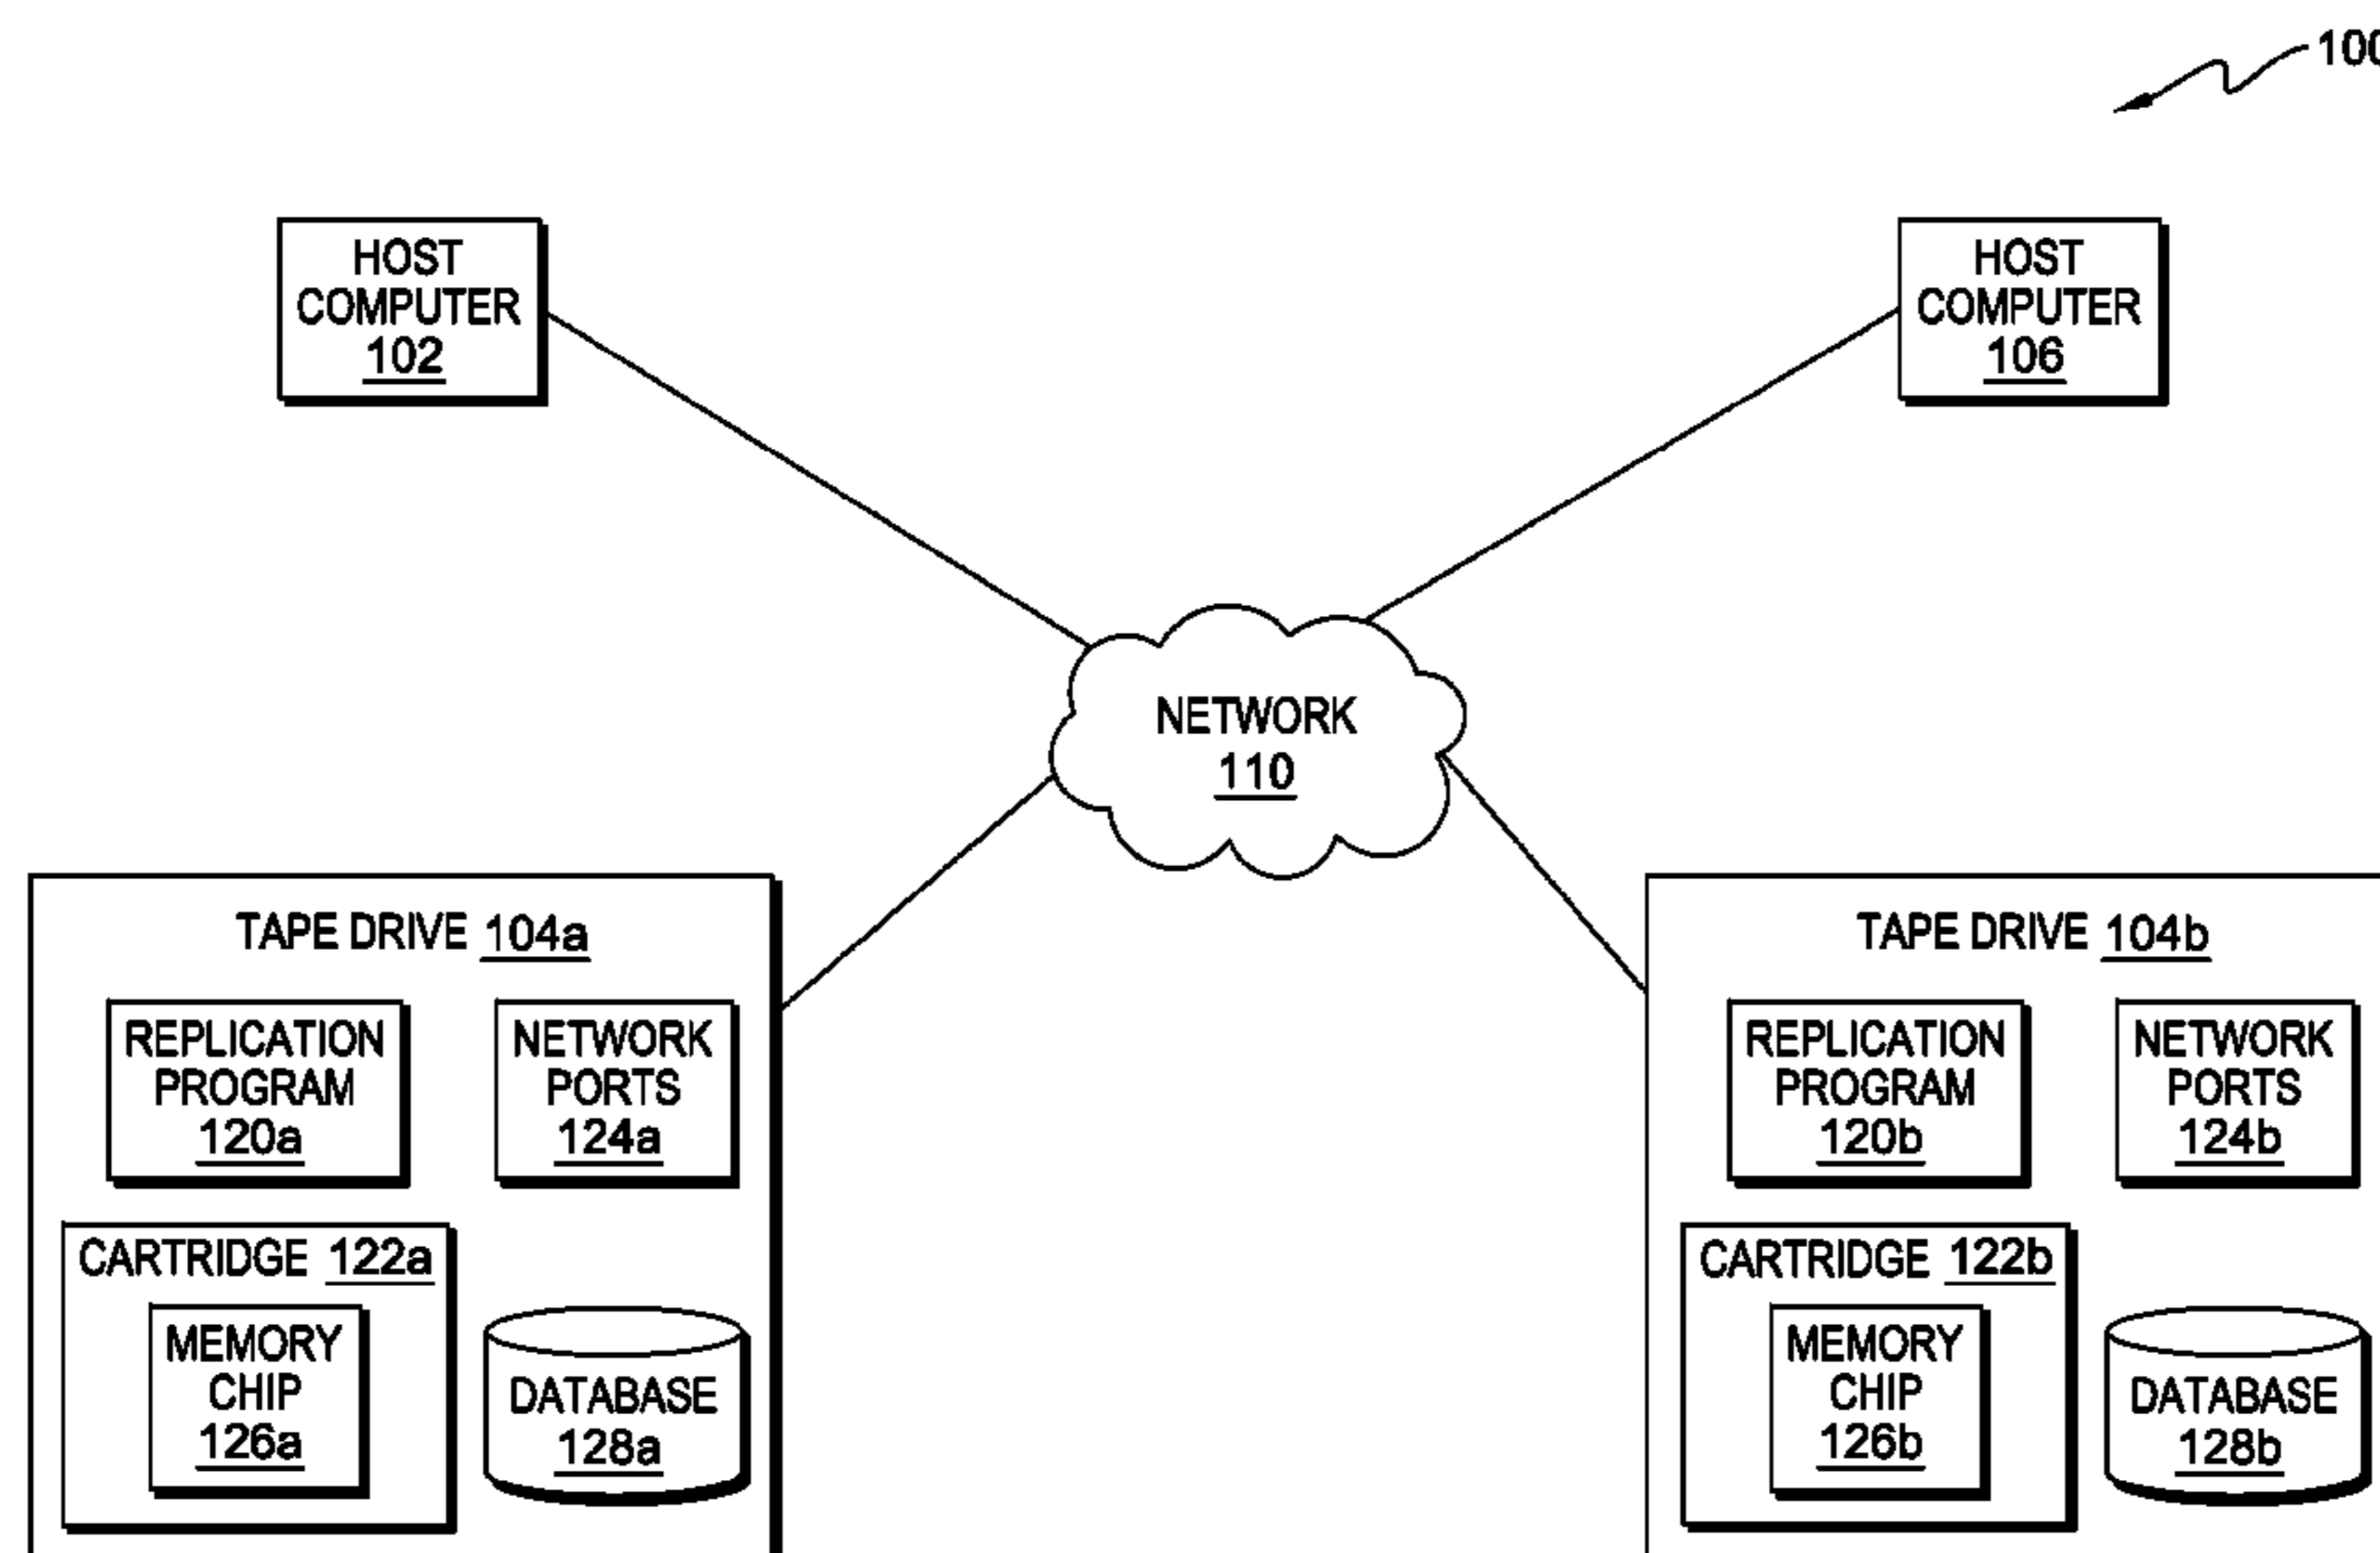 100
HOST
COMPUTER
102
HOST
COMPUTER
106
NETWORK
110
TAPE DRIVE 104a
REPLICATION
PROGRAM
120a
NETWORK
PORTS
124a
CARTRIDGE 122a
MEMORY
CHIP
126a
DATABASE
128a
TAPE DRIVE 104b
REPLICATION
PROGRAM
120b
NETWORK
PORTS
124b
CARTRIDGE 122b
MEMORY
CHIP
126b
DATABASE
128b